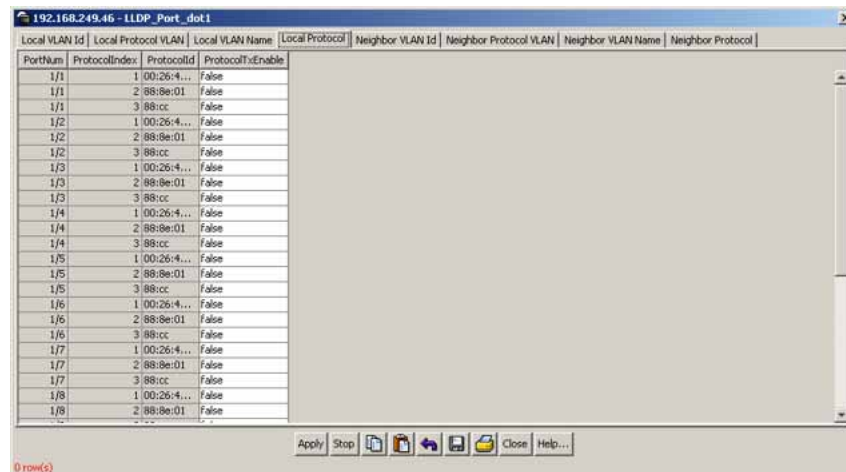 192.168.249.46 - LLDP_Port_dot1
Local VLAN Id Local Protocol VLAN Local VLAN Name Local Protocol Neighbor VLAN Id Neighbor Protocol VLAN Neighbor VLAN Name Neighbor Protocol
PortNum ProtocolIndex ProtocolId ProtocolTxEnable
1/1 1 00:26:4... false
1/1 2 88:8e:01 false
1/1 3 88:cc false
1/2 1 00:26:4... false
1/2 2 88:8e:01 false
1/2 3 88:cc false
1/3 1 00:26:4... false
1/3 2 88:8e:01 false
1/3 3 88:cc false
1/4 1 00:26:4... false
1/4 2 88:8e:01 false
1/4 3 88:cc false
1/5 1 00:26:4... false
1/5 2 88:8e:01 false
1/5 3 88:cc false
1/6 1 00:26:4... false
1/6 2 88:8e:01 false
1/6 3 88:cc false
1/7 1 00:26:4... false
1/7 2 88:8e:01 false
1/7 3 88:cc false
1/8 1 00:26:4... false
1/8 2 88:8e:01 false
Apply Stop Close Help...
0 row(s)